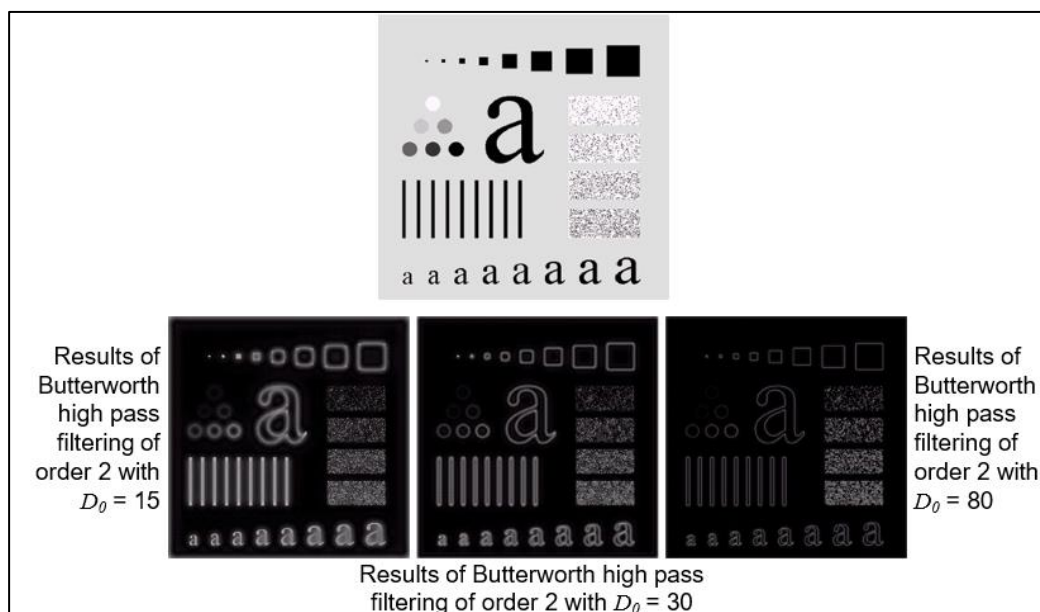 a
a a a a a a a a
Results of
Butterworth
high pass
filtering of
order 2 with
D₀ = 15
a
a a a a a a a a
a
a a a a a a a a
a
a a a a a a a a
Results of
Butterworth
high pass
filtering of
order 2 with
D₀ = 80
Results of Butterworth high pass
filtering of order 2 with D₀ = 30